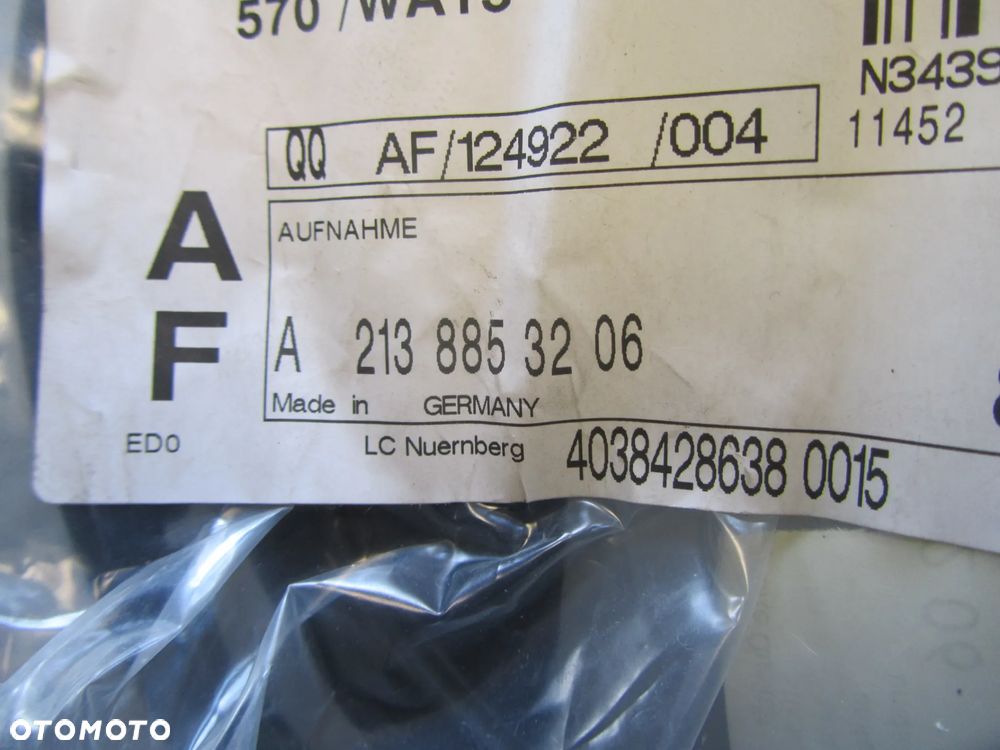 570 /WA
N3439
11452
QQ AF/124922 /004
A
F
AUFNAHME
A 213 885 32 06
Made in GERMANY
ED0
LC Nuernberg 4038428638 0015
OTOMOTO